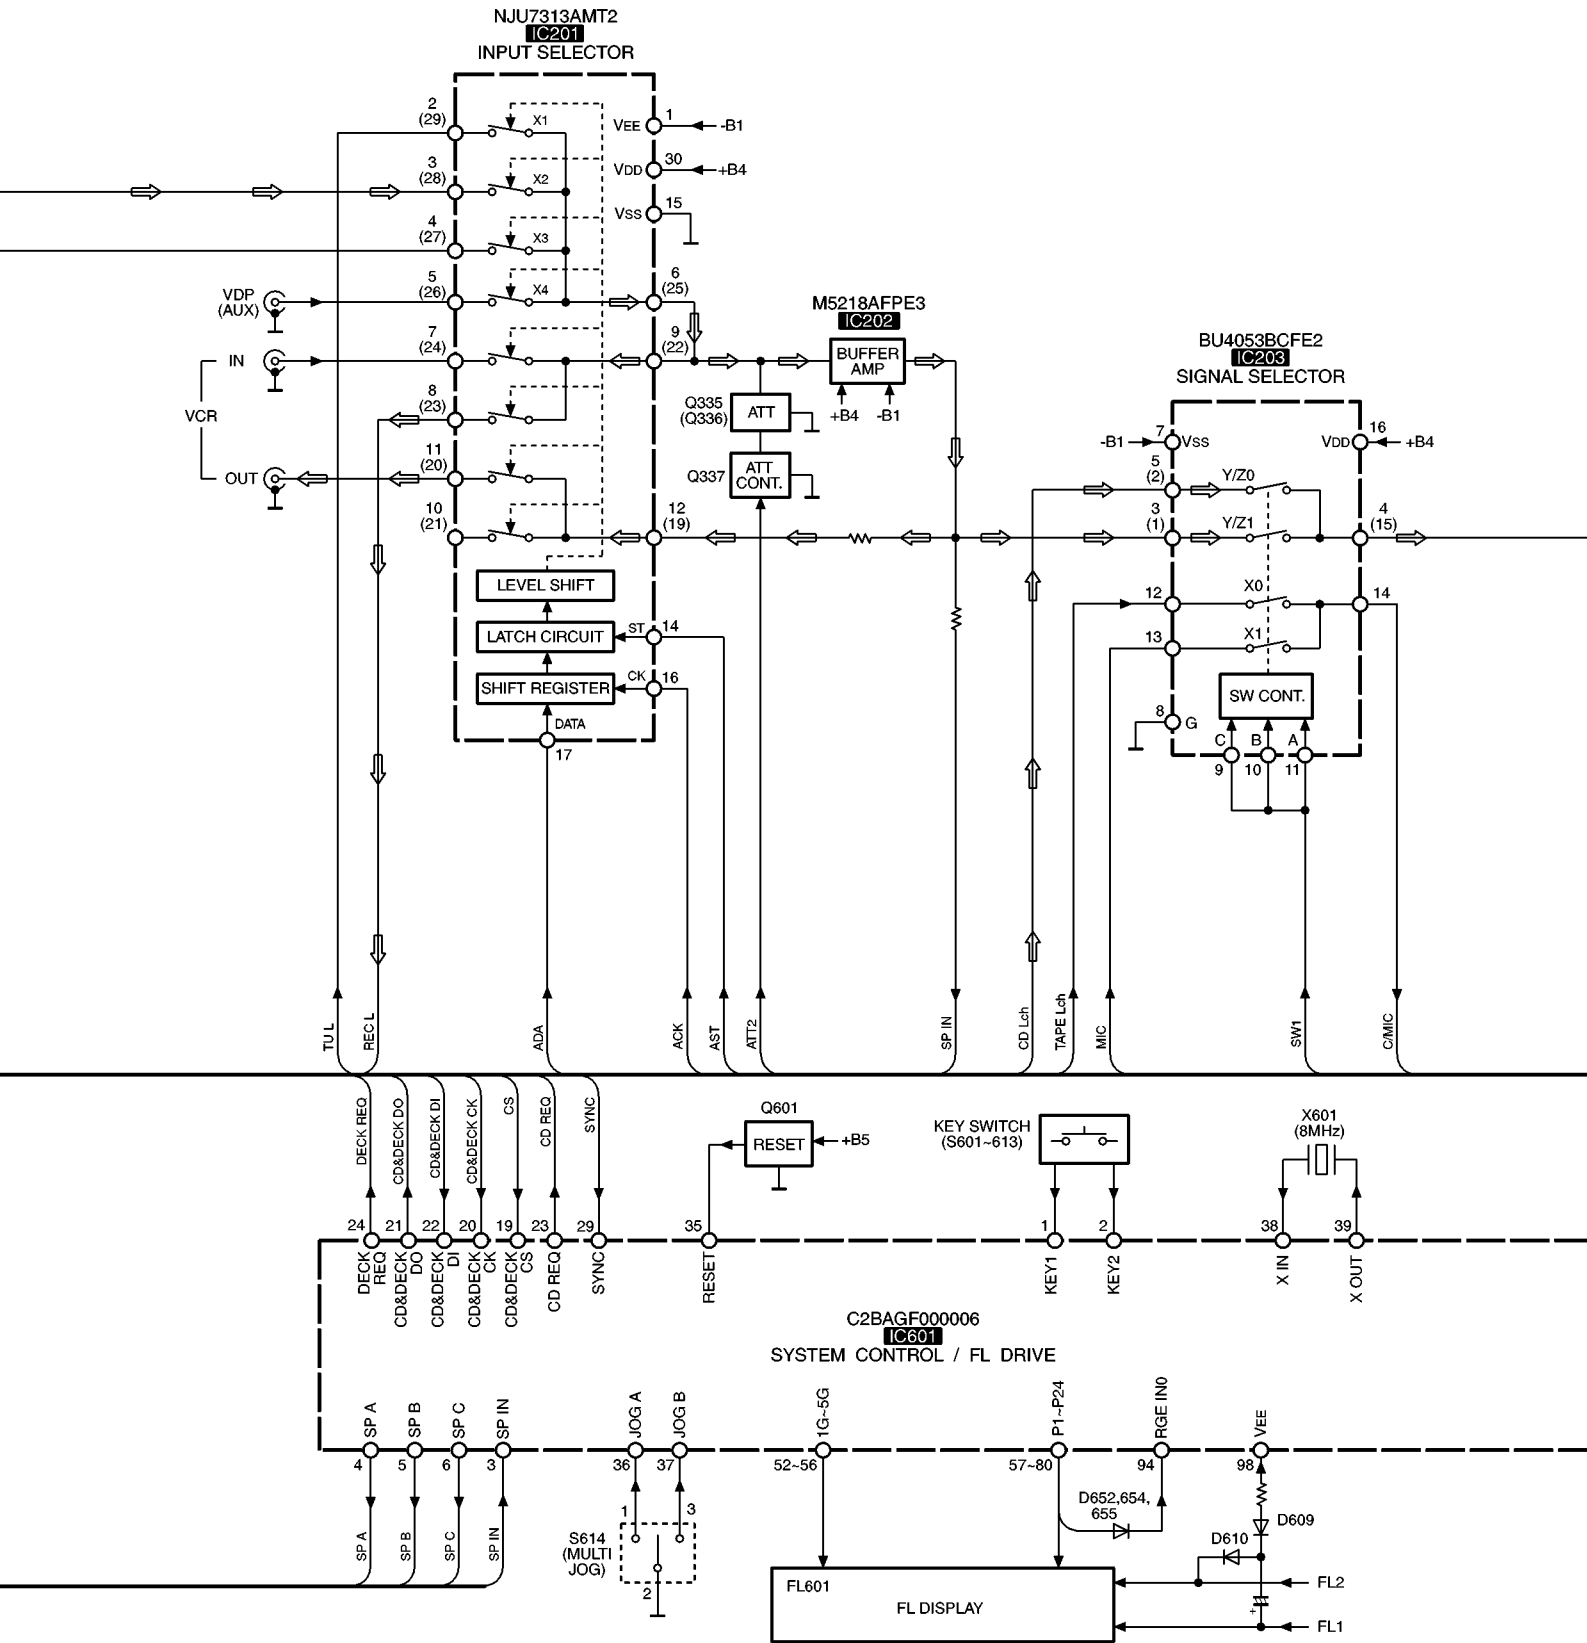 NJU7313AMT2
IC201
INPUT SELECTOR
2
(29)
X1
VEE
1
-B1
3
(28)
X2
VDD
30
+B4
4
(27)
X3
VSS
15
VDP
(AUX)
5
(26)
X4
6
(25)
IN
7
(24)
9
(22)
VCR
8
(23)
OUT
11
(20)
10
(21)
12
(19)
LEVEL SHIFT
LATCH CIRCUIT
ST
14
SHIFT REGISTER
CK
16
DATA
17
M5218AFPE3
IC202
BUFFER
AMP
+B4
-B1
Q335
(Q336)
ATT
Q337
ATT
CONT.
BU4053BCFE2
IC203
SIGNAL SELECTOR
-B1
7
VSS
VDD
16
+B4
5
(2)
Y/Z0
3
(1)
Y/Z1
4
(15)
12
X0
14
13
X1
SW CONT.
8
G
C
B
A
9
10
11
TU L
REC L
ADA
ACK
AST
ATT2
SP IN
CD Lch
TAPE Lch
MIC
SW1
C/MIC
DECK REQ
CD&DECK DO
CD&DECK DI
CD&DECK CK
CS
CD REQ
SYNC
Q601
RESET
+B5
KEY SWITCH
(S601~613)
X601
(8MHz)
24
21
22
20
19
23
29
35
1
2
38
39
DECK
REQ
CD&DECK
DO
CD&DECK
DI
CD&DECK
CK
CD&DECK
CS
CD REQ
SYNC
RESET
KEY1
KEY2
X IN
X OUT
C2BAGF000006
IC601
SYSTEM CONTROL / FL DRIVE
SP A
SP B
SP C
SP IN
JOG A
JOG B
1G~5G
P1~P24
RGE IN0
VEE
4
5
6
3
36
37
52~56
57~80
94
98
SP A
SP B
SP C
SP IN
1
3
S614
(MULTI
JOG)
2
D652,654,
655
D609
D610
FL601
FL DISPLAY
FL2
+
FL1